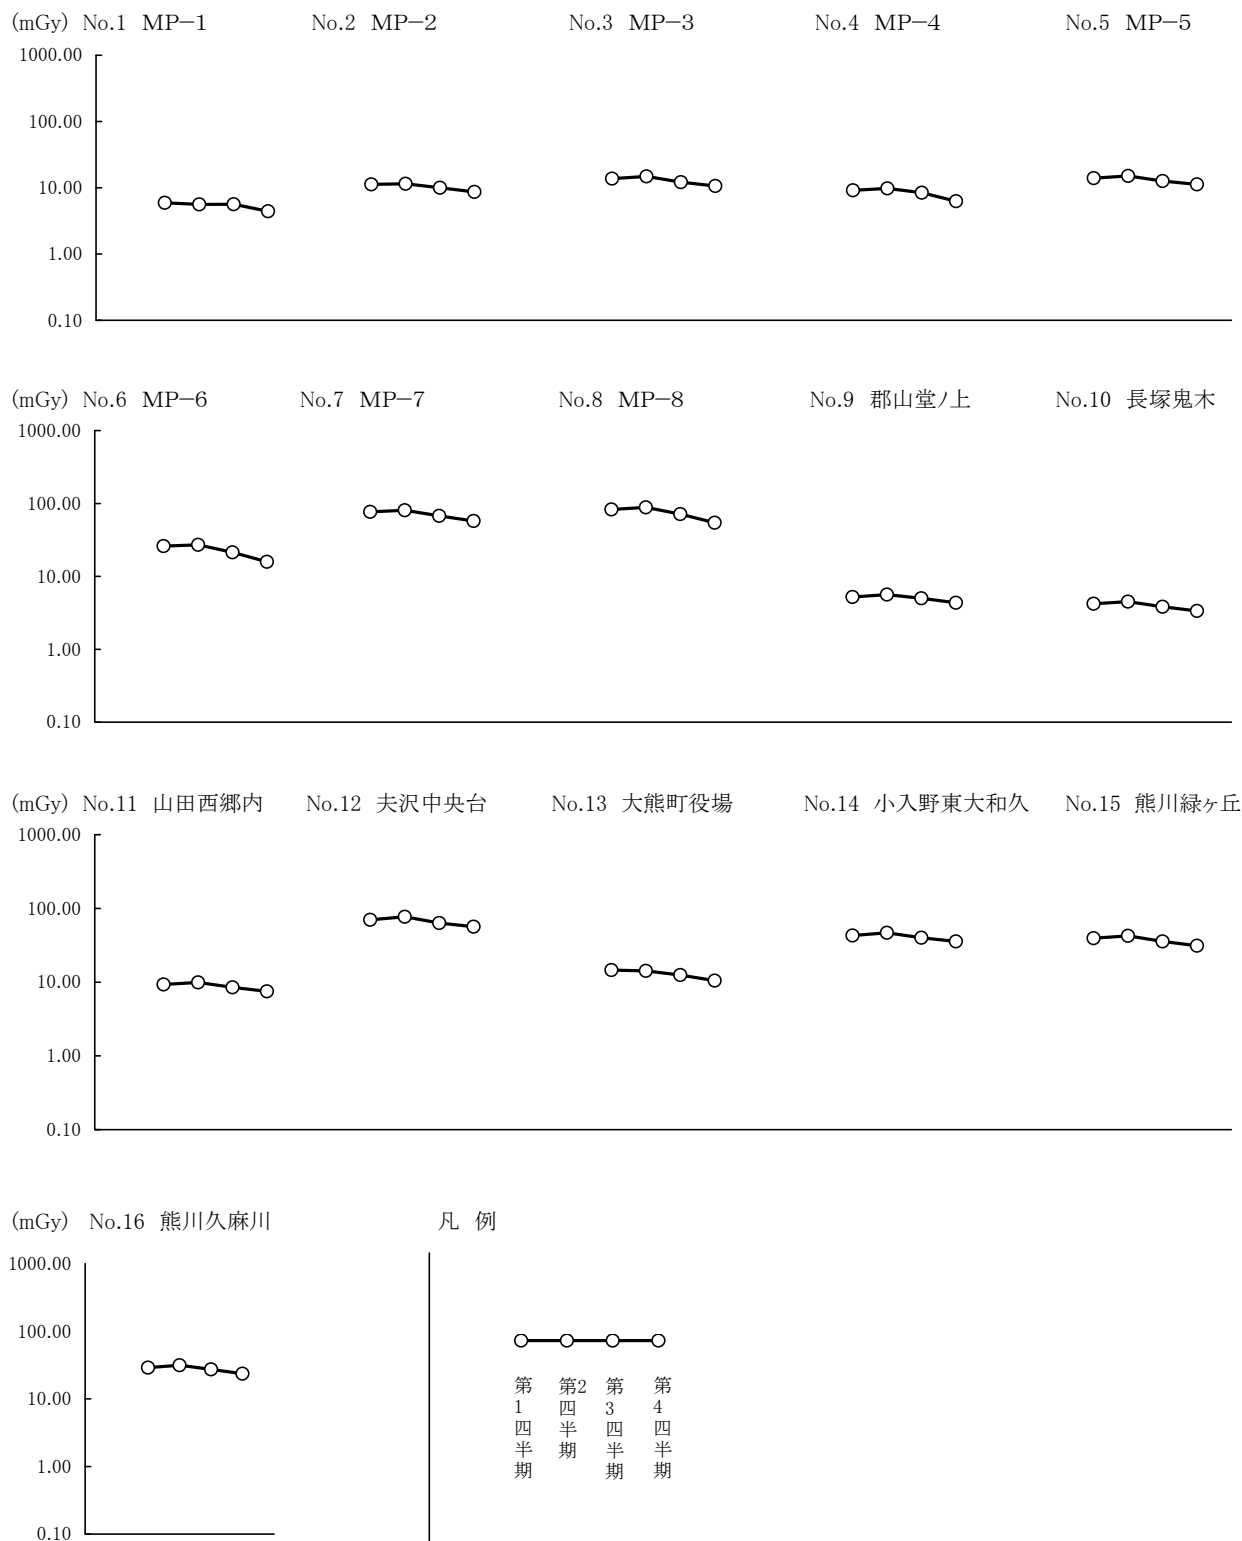 (mGy) No.1 MP−1 No.2 MP−2 No.3 MP−3 No.4 MP−4 No.5 MP−5
1000.00
100.00
10.00
1.00
0.10
(mGy) No.6 MP−6 No.7 MP−7 No.8 MP−8 No.9 郡山堂ノ上 No.10 長塚鬼木
1000.00
100.00
10.00
1.00
0.10
(mGy) No.11 山田西郷内 No.12 夫沢中央台 No.13 大熊町役場 No.14 小入野東大和久 No.15 熊川緑ヶ丘
1000.00
100.00
10.00
1.00
0.10
(mGy) No.16 熊川久麻川 凡 例
1000.00
100.00
10.00
1.00
0.10
第1四半期
第2四半期
第3四半期
第4四半期